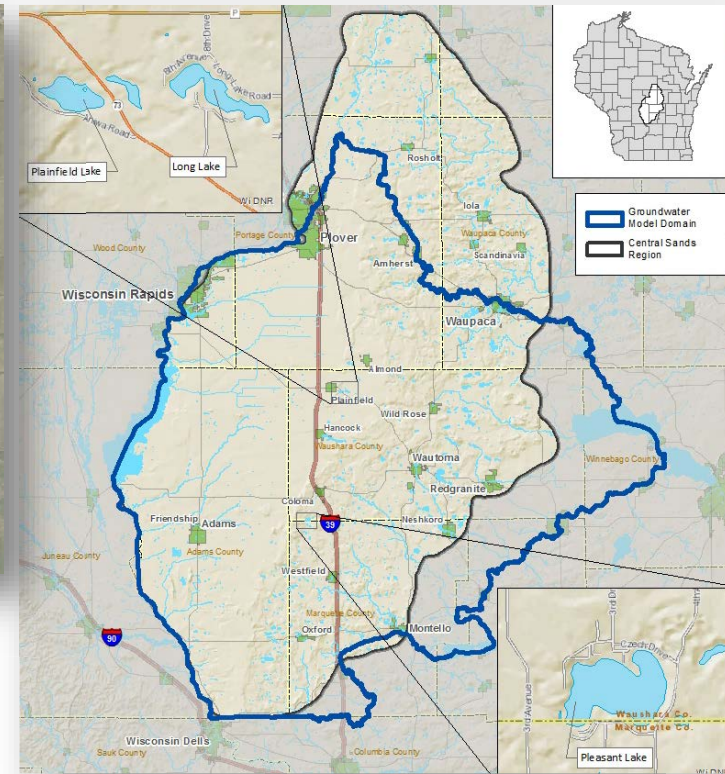 P
8th Drive
8th Avenue
Long Lake Road
73
Plainfield Lake
Long Lake
Wi DNR
Groundwater
Model Domain
Central Sands
Region
Rosholt
Iola
Wood County
Portage County
Waupaca County
Plover
Scandinavia
Amherst
Wisconsin Rapids
Waupaca
Almond
Plainfield
Wild Rose
Hancock
Waushara County
Winnebago County
Wautoma
Redgranite
Coloma
39
Neshkoro
Friendship
Adams
Adams County
Juneau County
Westfield
Marquette County
90
Oxford
Montello
Wisconsin Dells
Sauk County
Columbia County
3rd Drive
Czech Drive
3rd Avenue
Waushara Co.
Marquette Co.
Pleasant Lake